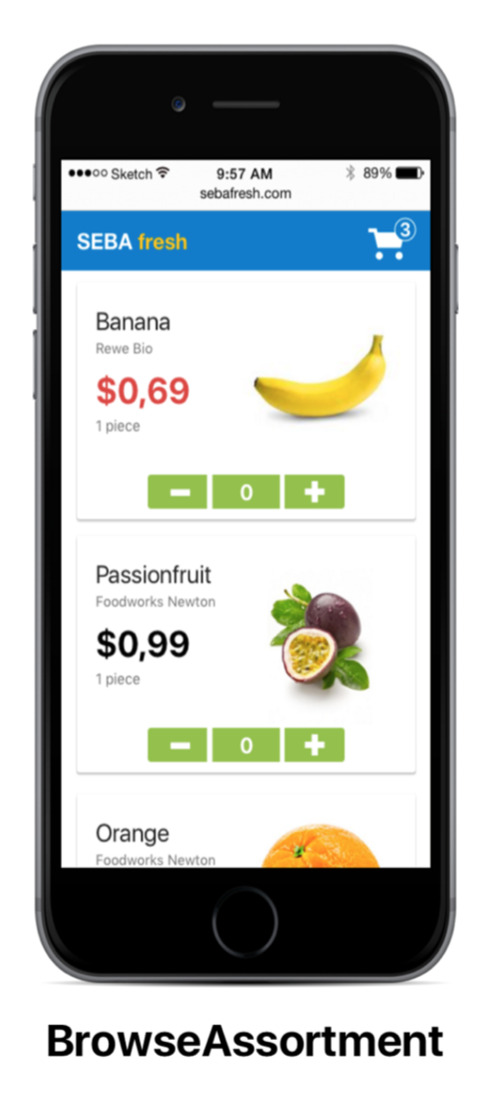 Sketch 9:57 AM 89%
sebafresh.com
SEBA fresh 3
Banana
Rewe Bio
$0,69
1 piece
0
Passionfruit
Foodworks Newton
$0,99
1 piece
0
Orange
Foodworks Newton
BrowseAssortment